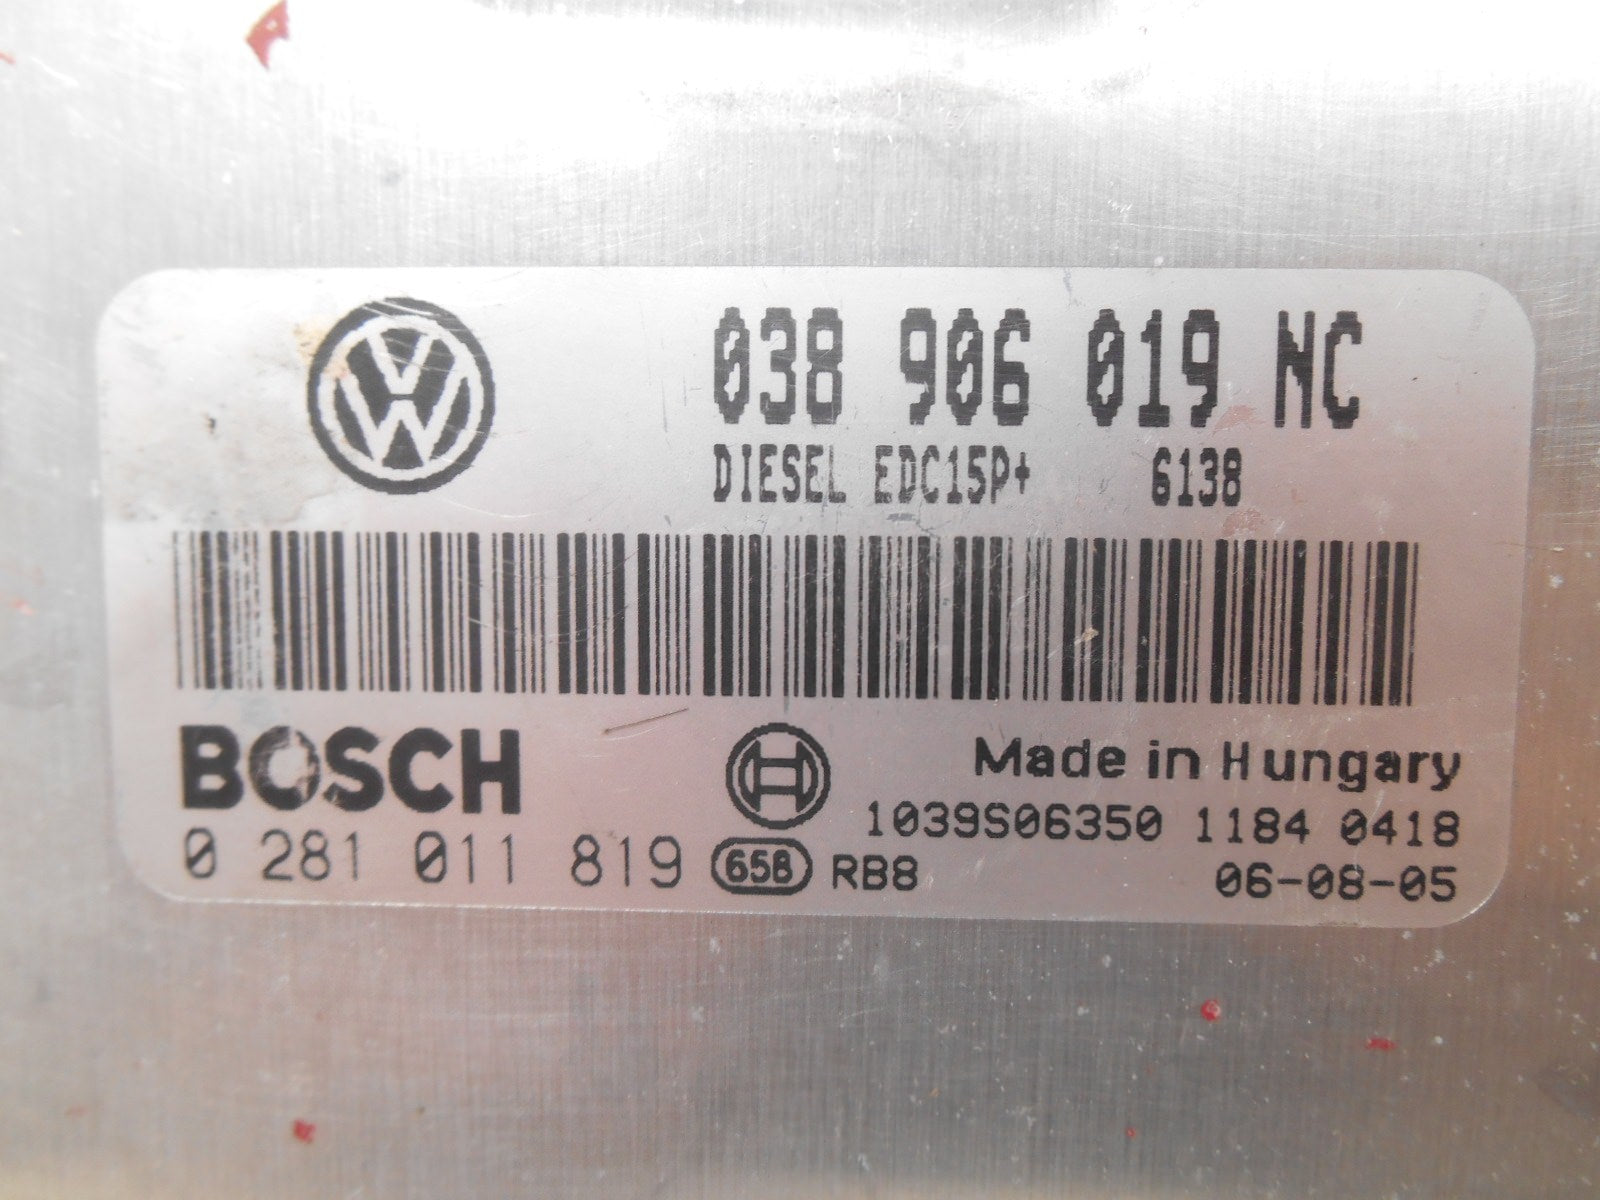 VW
038 906 019 NC
DIESEL EDC15P+ 6138
BOSCH
Made in Hungary
1039S06350 1184 0418
0 281 011 819 658 RB8 06-08-05